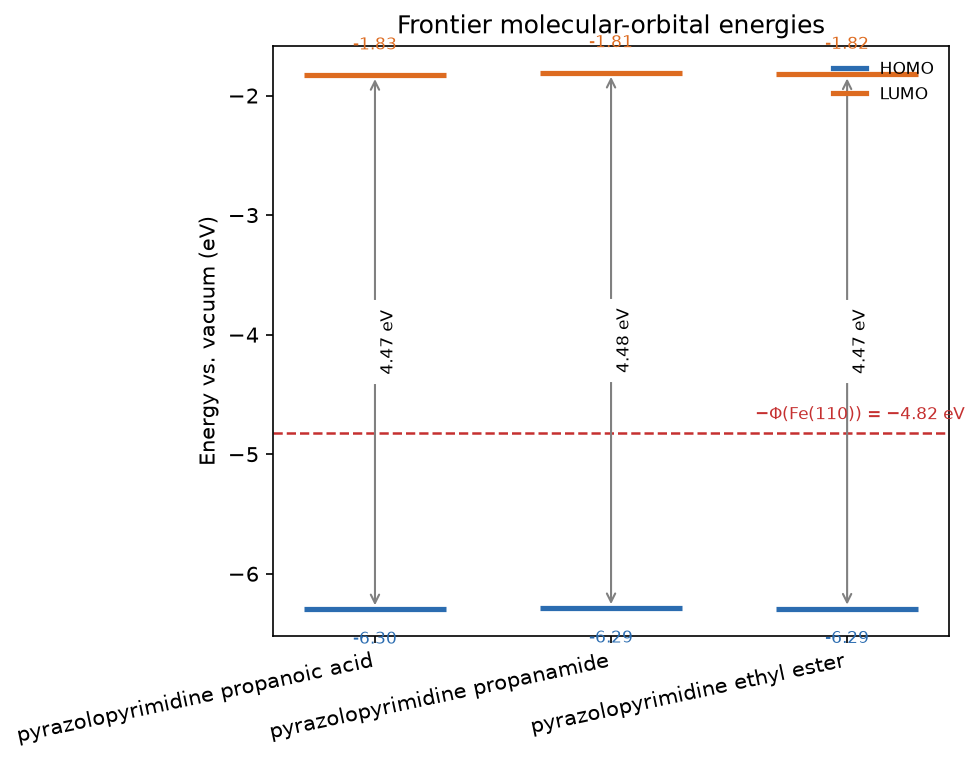 Frontier molecular-orbital energies
-1.83
-1.81
-1.82
HOMO
LUMO
Energy vs. vacuum (eV)
−2
−3
−4
−5
−6
4.47 eV
4.48 eV
4.47 eV
−Φ(Fe(110)) = −4.82 eV
-6.30
-6.29
-6.29
pyrazolopyrimidine propanoic acid
pyrazolopyrimidine propanamide
pyrazolopyrimidine ethyl ester